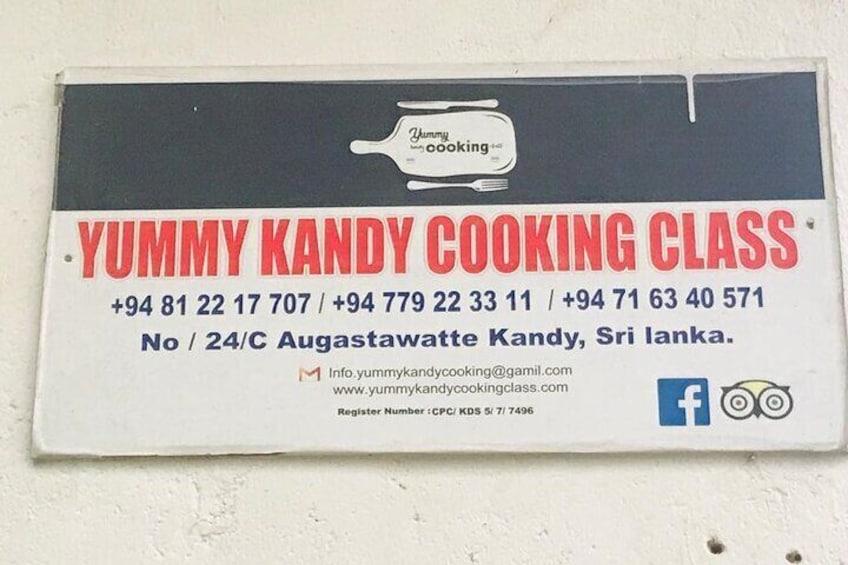 Yummy
kandy cooking
YUMMY KANDY COOKING CLASS
+94 81 22 17 707 / +94 779 22 33 11 / +94 71 63 40 571
No / 24/C Augastawatte Kandy, Sri lanka.
Info.yummykandycooking@gamil.com
www.yummykandycookingclass.com
Register Number : CPC/ KDS 5/ 7/ 7496
f